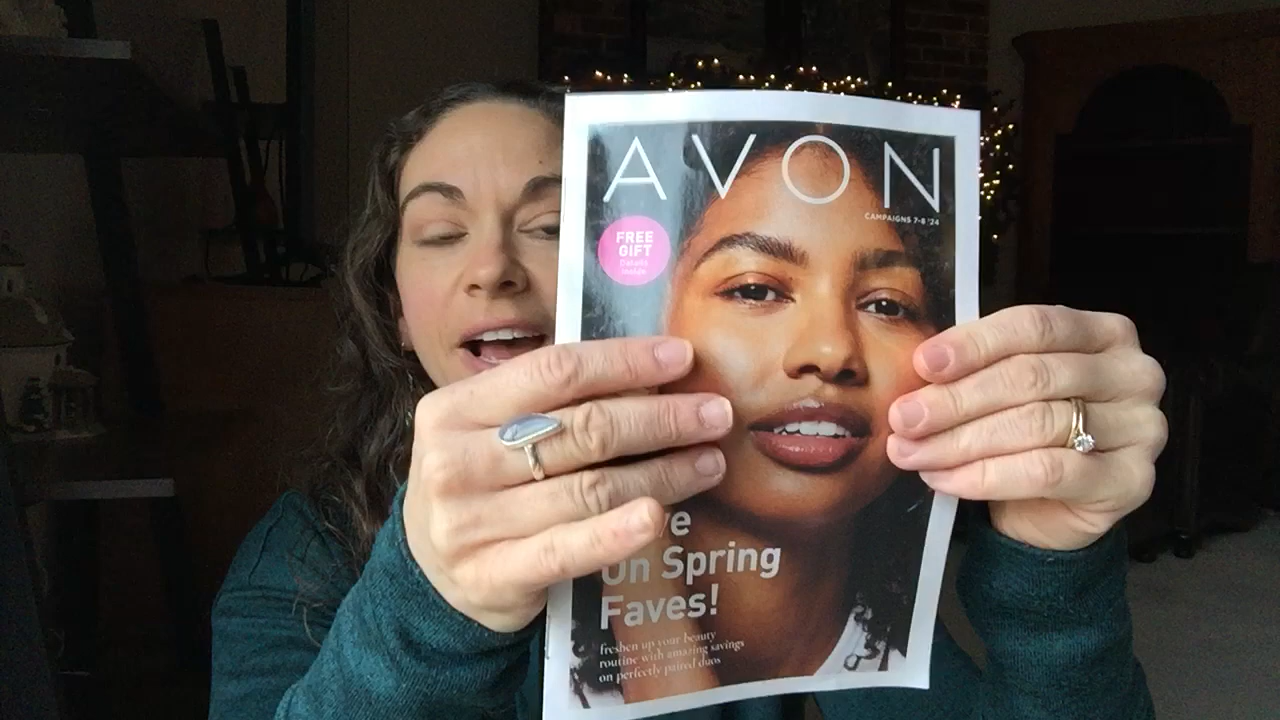 AVON
CAMPAIGNS 7-8 '24
FREE
GIFT
Details
Inside
On Spring
Faves!
freshen up your beauty
routine with amazing savings
on perfectly paired duos